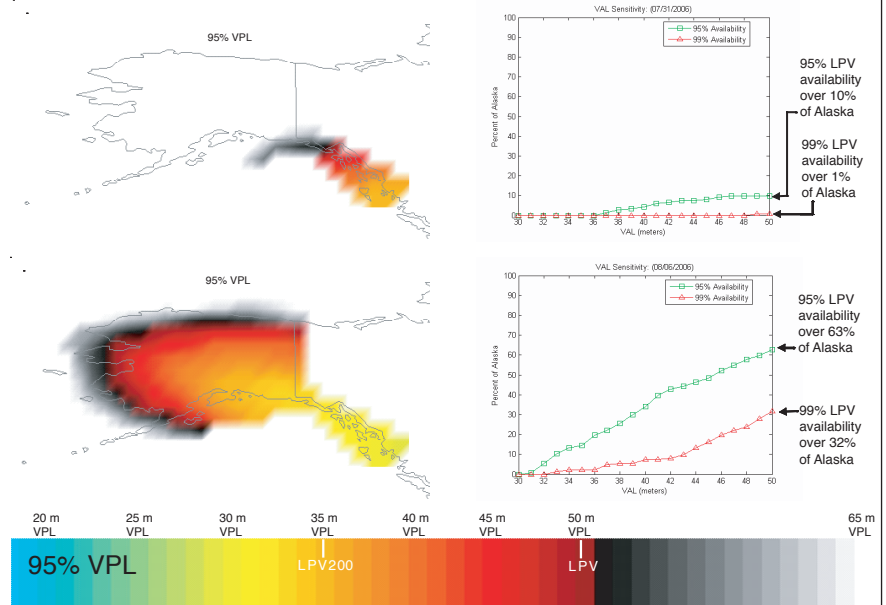 95% VPL
VAL Sensitivity: (07/31/2006)
95% Availability
99% Availability
100
90
80
70
60
50
40
30
20
10
0
Percent of Alaska
30 32 34 36 38 40 42 44 46 48 50
VAL (meters)
95% LPV
availability
over 10%
of Alaska
99% LPV
availability
over 1%
of Alaska
95% VPL
VAL Sensitivity: (08/06/2006)
95% Availability
99% Availability
100
90
80
70
60
50
40
30
20
10
0
Percent of Alaska
30 32 34 36 38 40 42 44 46 48 50
VAL (meters)
95% LPV
availability
over 63%
of Alaska
99% LPV
availability
over 32%
of Alaska
20 m VPL
25 m VPL
30 m VPL
35 m VPL
40 m VPL
45 m VPL
50 m VPL
65 m VPL
95% VPL
LPV200
LPV